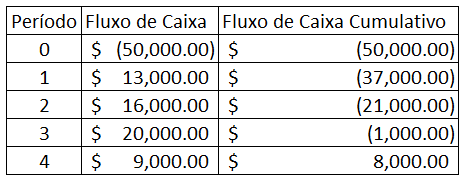 Período Fluxo de Caixa Fluxo de Caixa Cumulativo
0 $ (50,000.00) $ (50,000.00)
1 $ 13,000.00 $ (37,000.00)
2 $ 16,000.00 $ (21,000.00)
3 $ 20,000.00 $ (1,000.00)
4 $ 9,000.00 $ 8,000.00